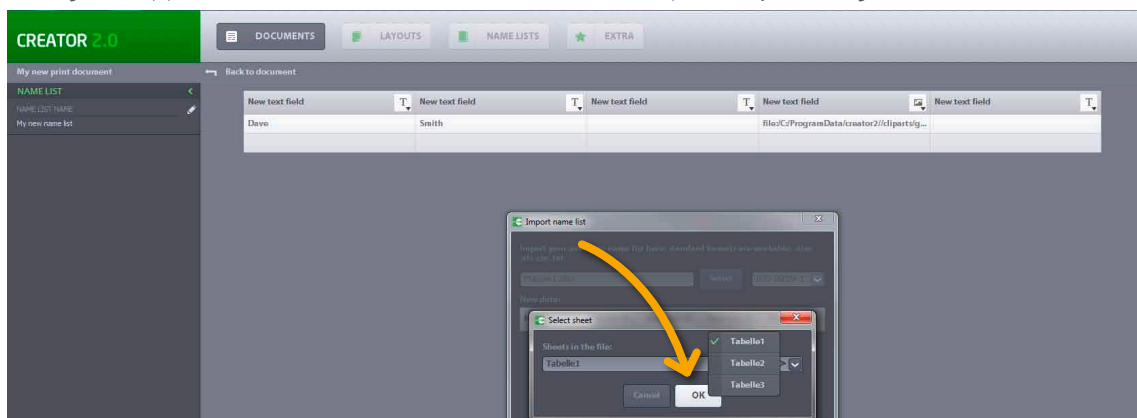 CREATOR 2.0
DOCUMENTS
LAYOUTS
NAME LISTS
EXTRA
My new print document
Back to document
NAME LIST
NAME LIST NAME
My new name list
New text field
New text field
New text field
New text field
New text field
Dave
Smith
file:/C:/ProgramData/creator2//cliparts/g...
Import name list
Select
New data:
Select sheet
Sheets in the file:
Tabelle1
Tabelle1
Tabelle2
Tabelle3
Cancel
OK